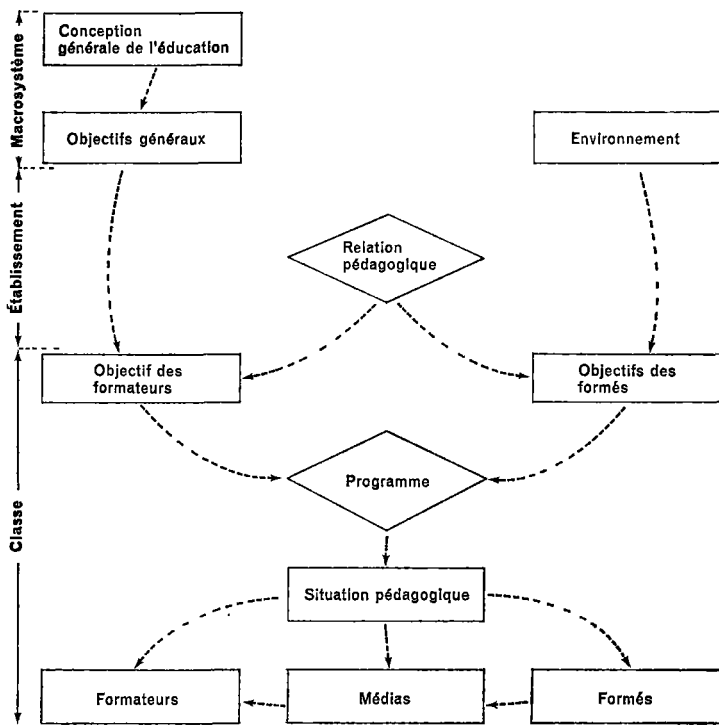 Macrosystème
Conception
générale de l'éducation
Objectifs généraux
Environnement
Établissement
Relation
pédagogique
Objectif des
formateurs
Objectifs des
formés
Classe
Programme
Situation pédagogique
Formateurs
Médias
Formés